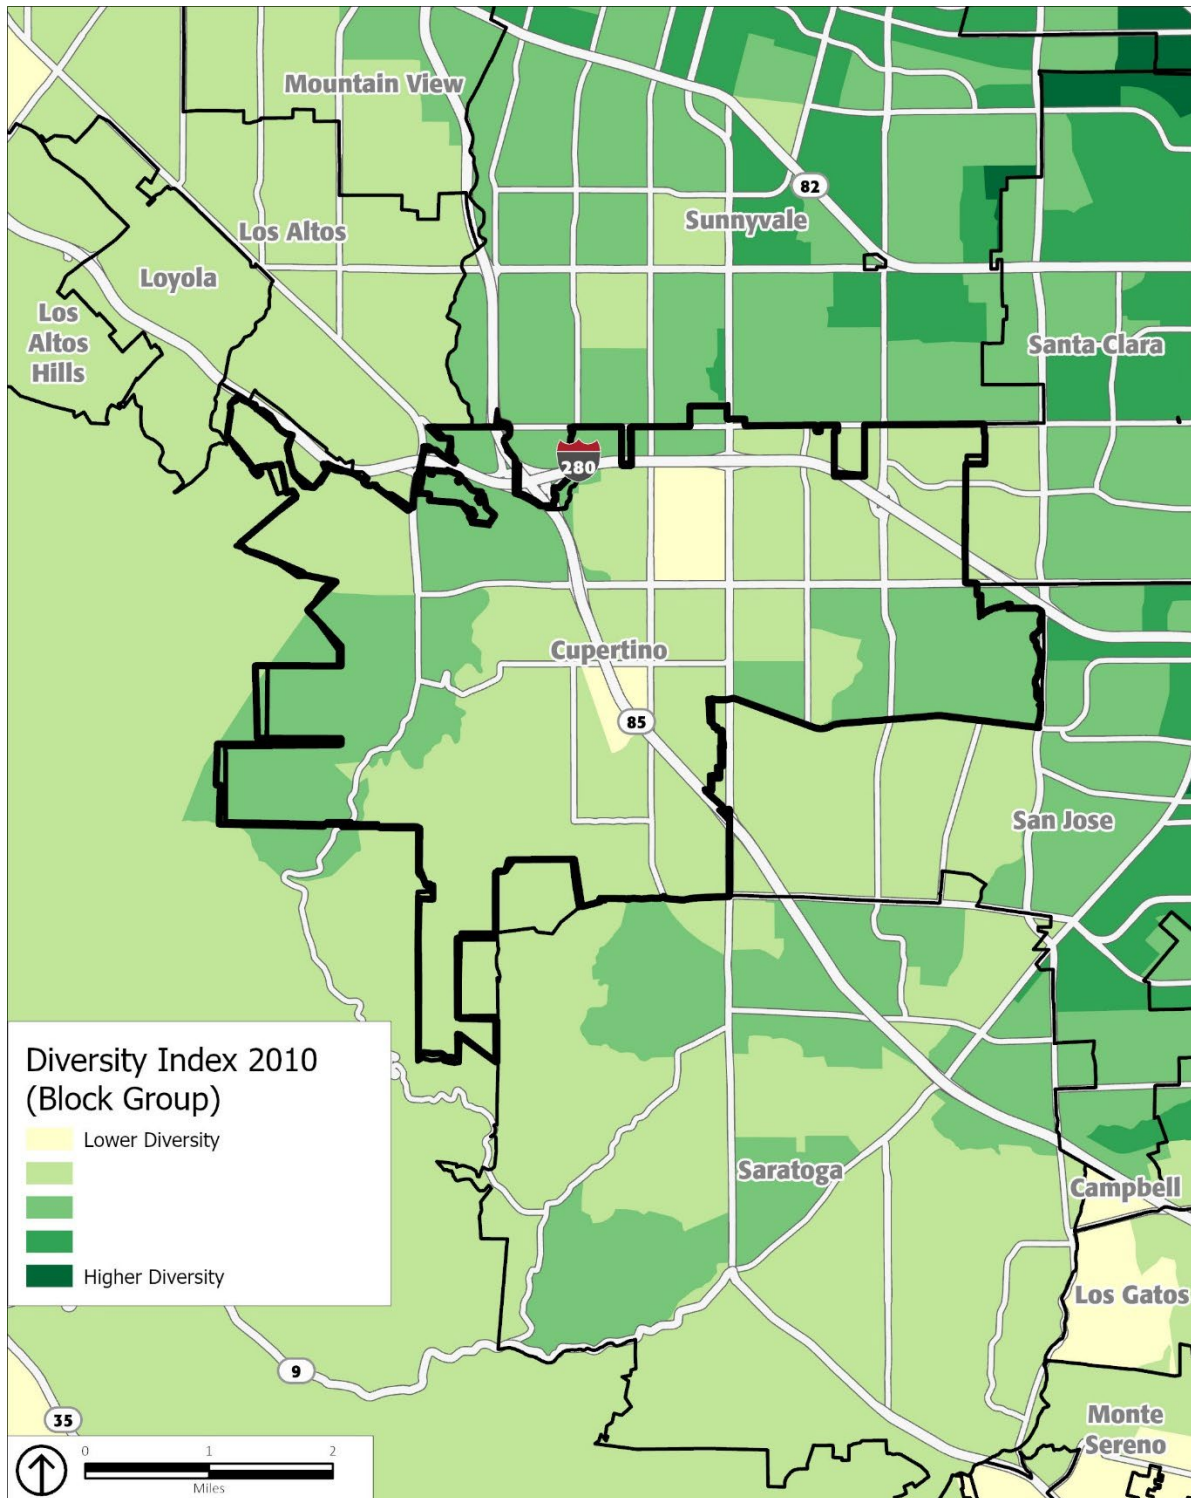 Mountain View
82
Sunnyvale
Los Altos
Loyola
Los
Altos
Hills
Santa Clara
280
Cupertino
85
San Jose
Diversity Index 2010
(Block Group)
Lower Diversity
Higher Diversity
Saratoga
Campbell
Los Gatos
9
35
Monte
Sereno
0 1 2
Miles